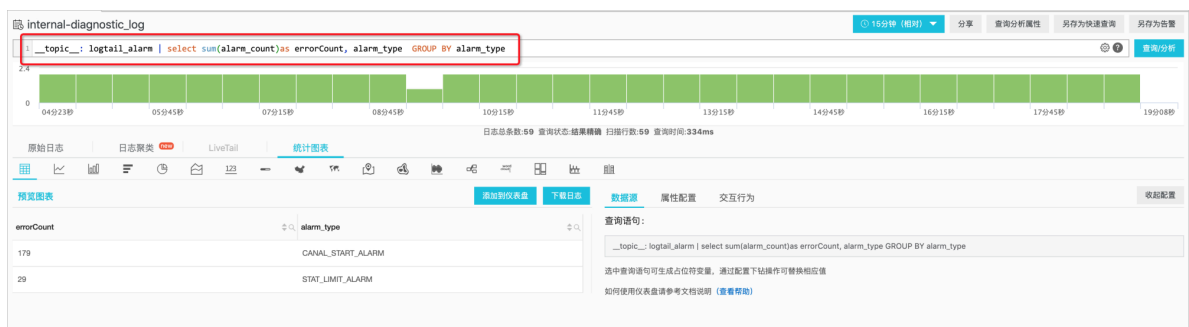 internal-diagnostic_log
15分钟（相对）
分享
查询分析属性
另存为快速查询
另存为告警
1 __topic__: logtail_alarm | select sum(alarm_count)as errorCount, alarm_type GROUP BY alarm_type
查询/分析
2.4
0
04分23秒
05分45秒
07分15秒
08分45秒
10分15秒
11分45秒
13分15秒
14分45秒
16分15秒
17分45秒
19分08秒
日志总条数:59 查询状态:结果精确 扫描行数:59 查询时间:334ms
原始日志
日志聚类 new
LiveTail
统计图表
123
预览图表
添加到仪表盘
下载日志
数据源
属性配置
交互行为
收起配置
errorCount
alarm_type
179
CANAL_START_ALARM
29
STAT_LIMIT_ALARM
查询语句：
__topic__: logtail_alarm | select sum(alarm_count)as errorCount, alarm_type GROUP BY alarm_type
选中查询语句可生成占位符变量，通过配置下钻操作可替换相应值
如何使用仪表盘请参考文档说明（查看帮助）